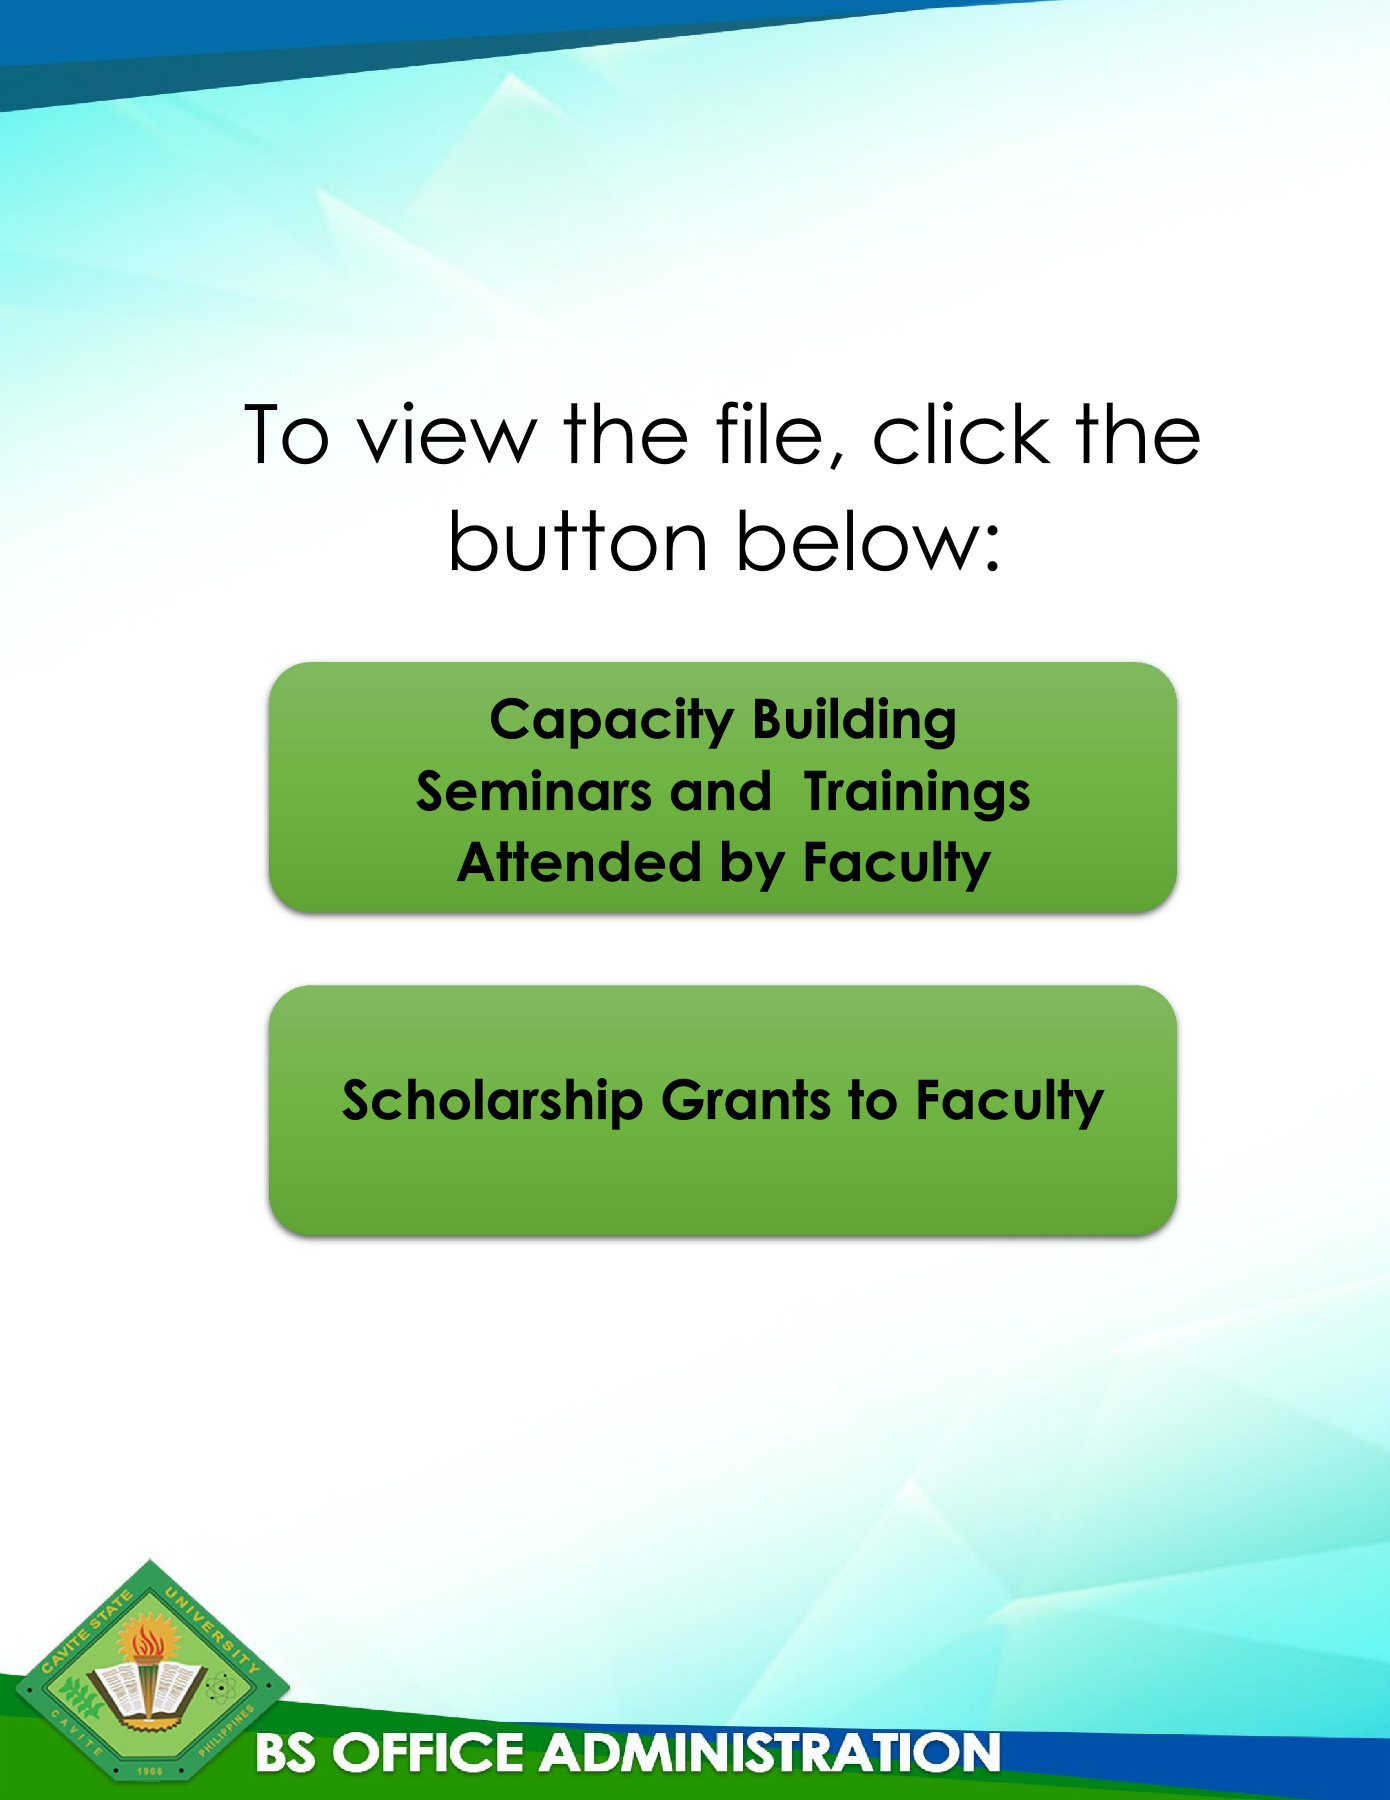 To view the file, click the
button below:
Capacity Building
Seminars and  Trainings
Attended by Faculty
Scholarship Grants to Faculty
CAVITE STATE UNIVERSITY
CAVITE
PHILIPPINES
1906
BS OFFICE ADMINISTRATION